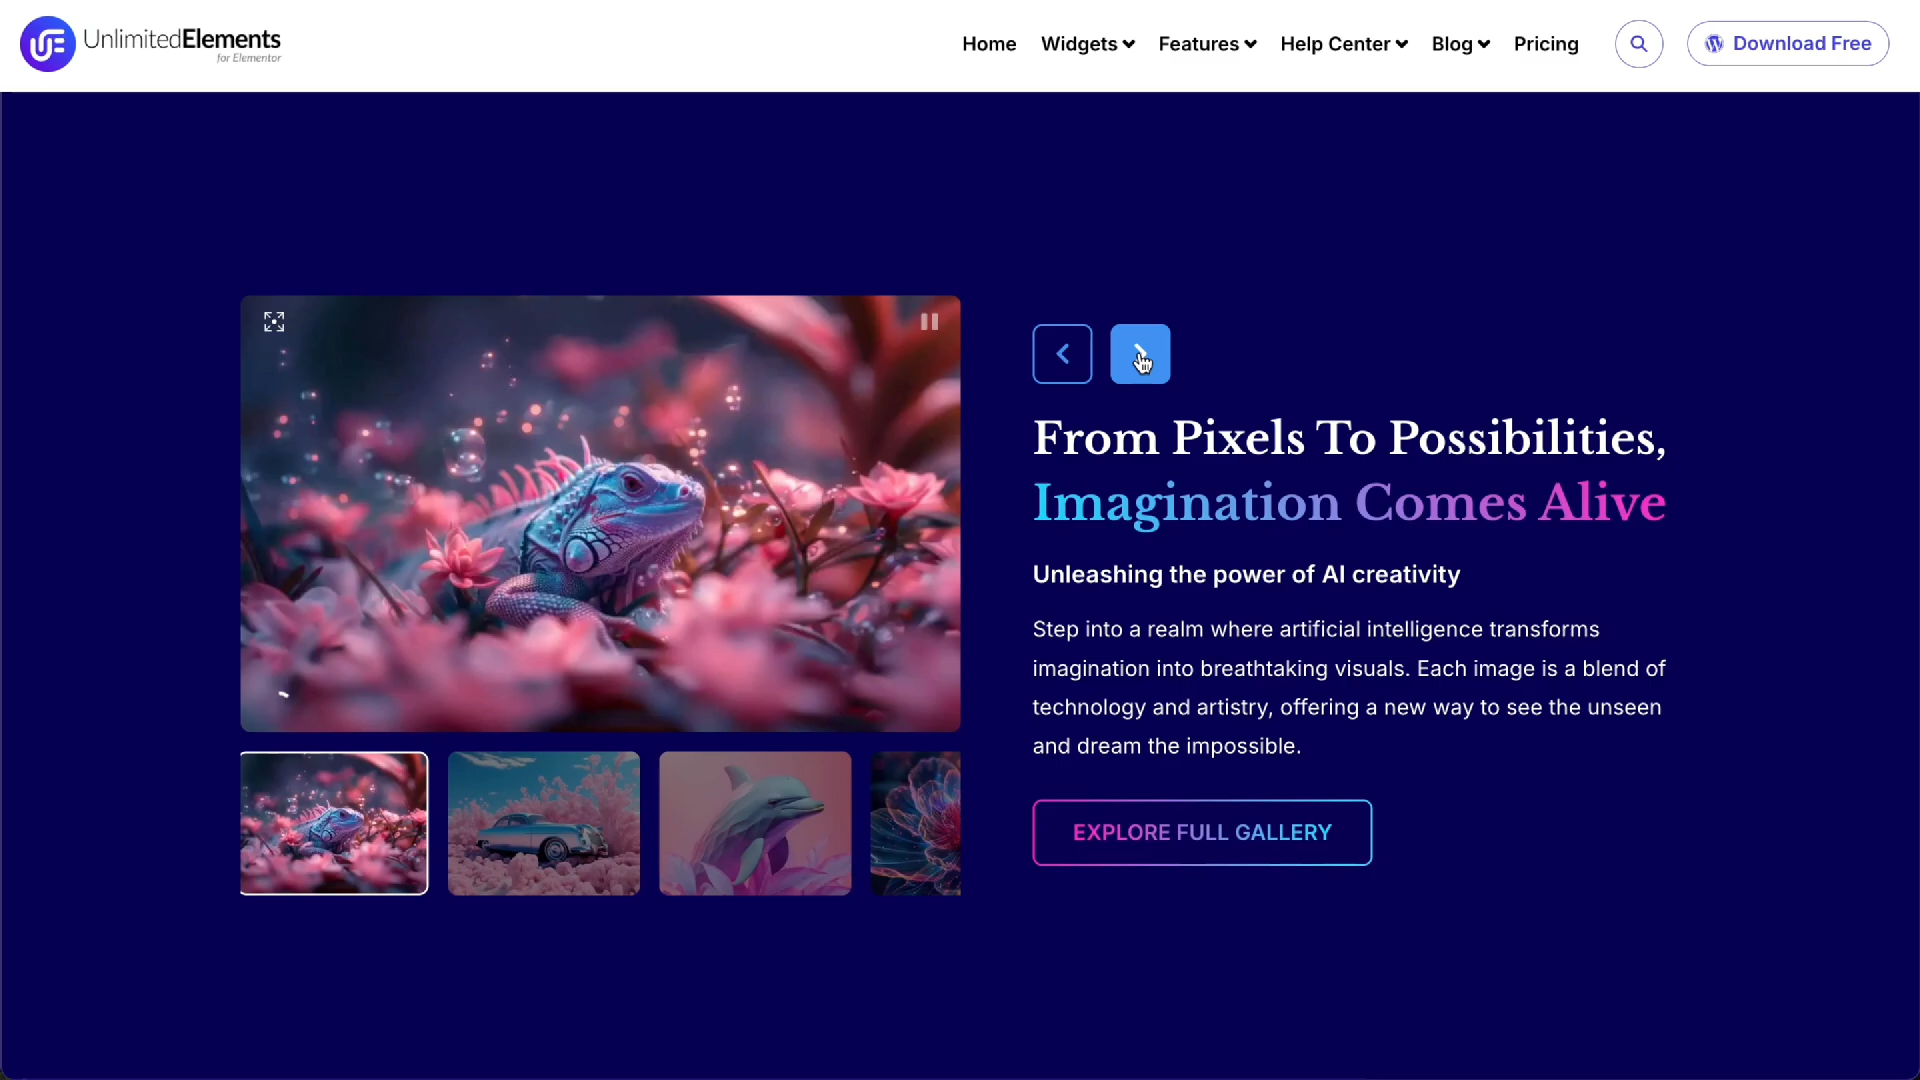 UnlimitedElements
for Elementor
Home
Widgets
Features
Help Center
Blog
Pricing
Download Free
From Pixels To Possibilities,
Imagination Comes Alive
Unleashing the power of AI creativity
Step into a realm where artificial intelligence transforms
imagination into breathtaking visuals. Each image is a blend of
technology and artistry, offering a new way to see the unseen
and dream the impossible.
EXPLORE FULL GALLERY